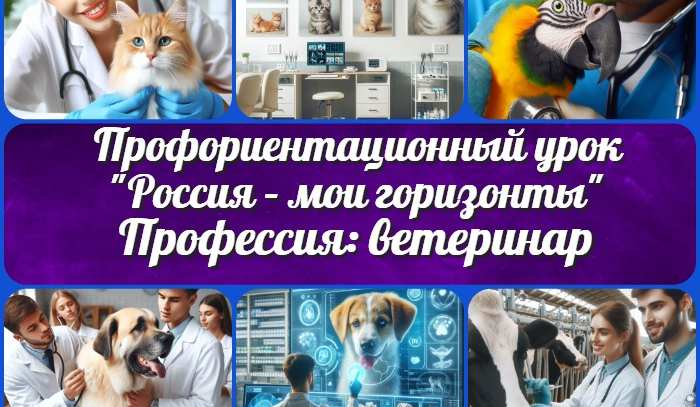 Профориентационный урок
"Россия – мои горизонты"
Профессия: ветеринар